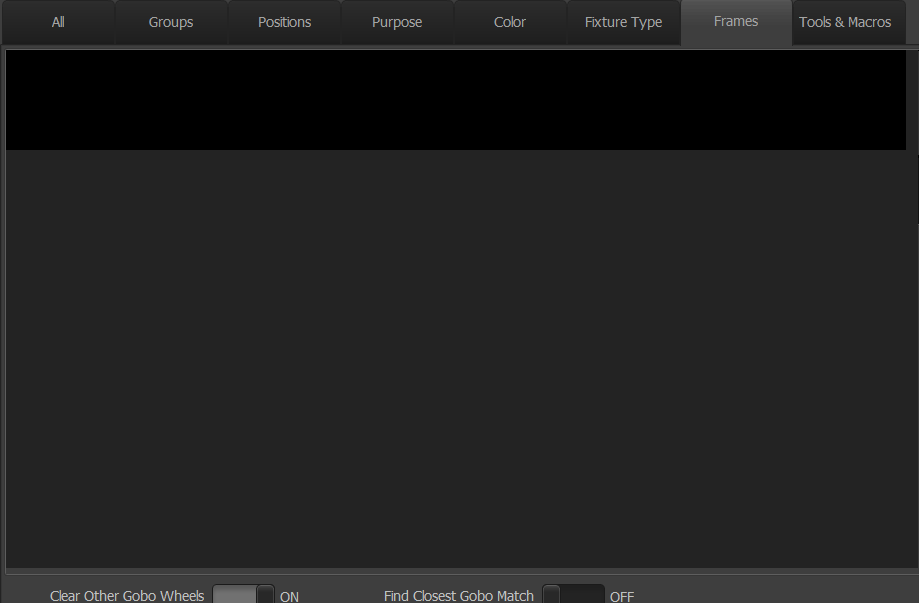 All Groups Positions Purpose Color Fixture Type Frames Tools & Macros
Clear Other Gobo Wheels ON Find Closest Gobo Match OFF